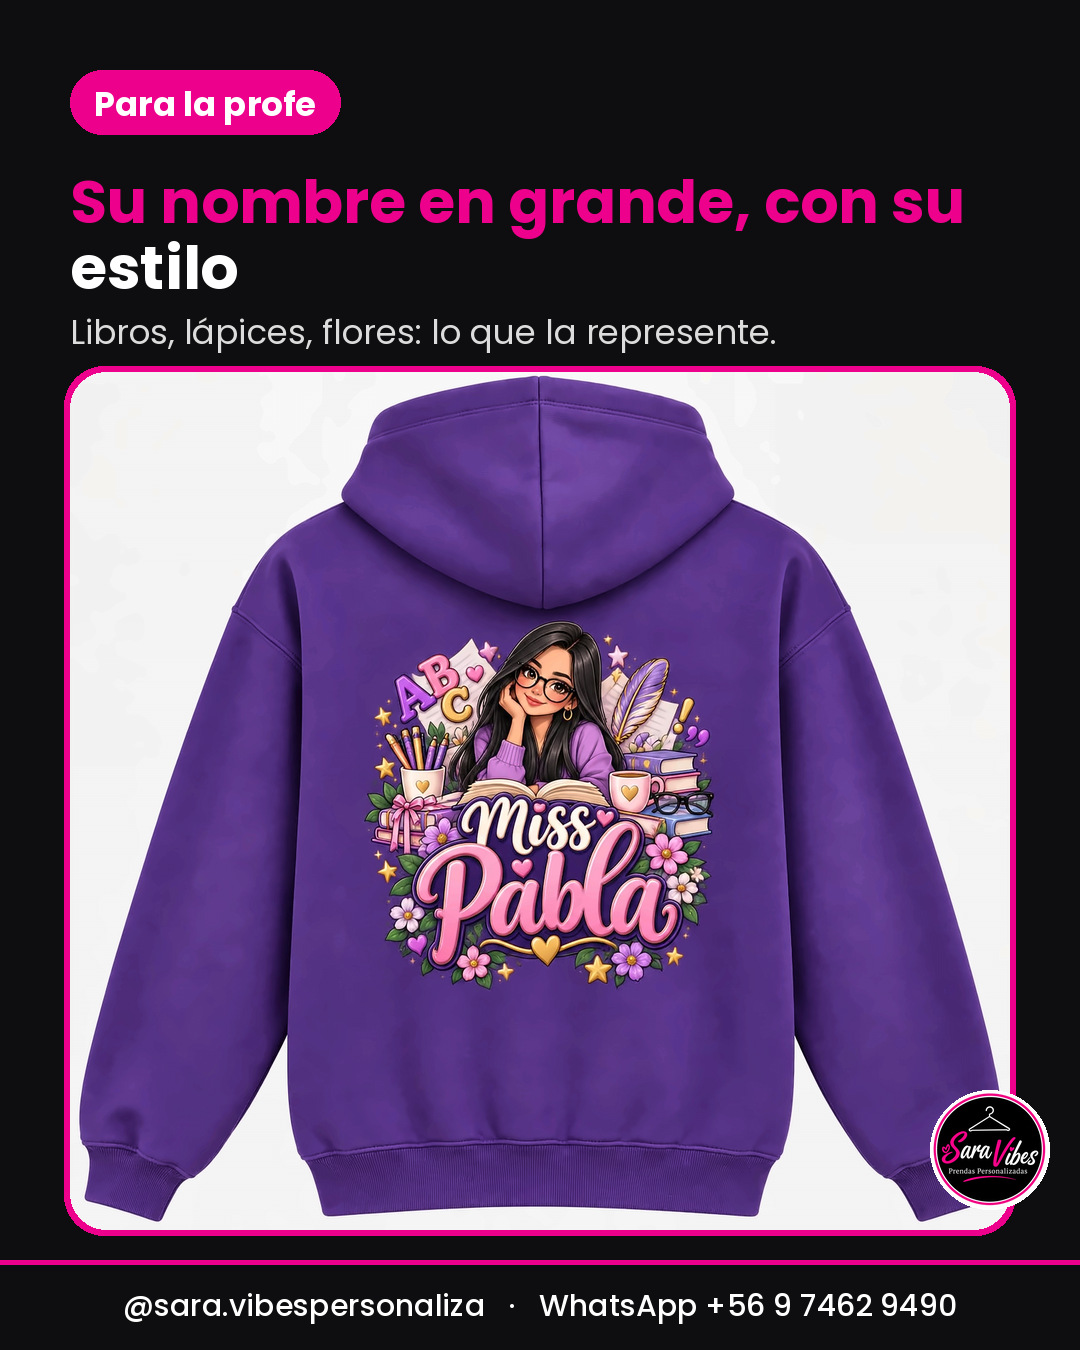 Para la profe
Su nombre en grande, con su
estilo
Libros, lápices, flores: lo que la represente.
ABC
Miss
Pabla
Sara Vibes
Prendas Personalizadas
@sara.vibespersonaliza · WhatsApp +56 9 7462 9490